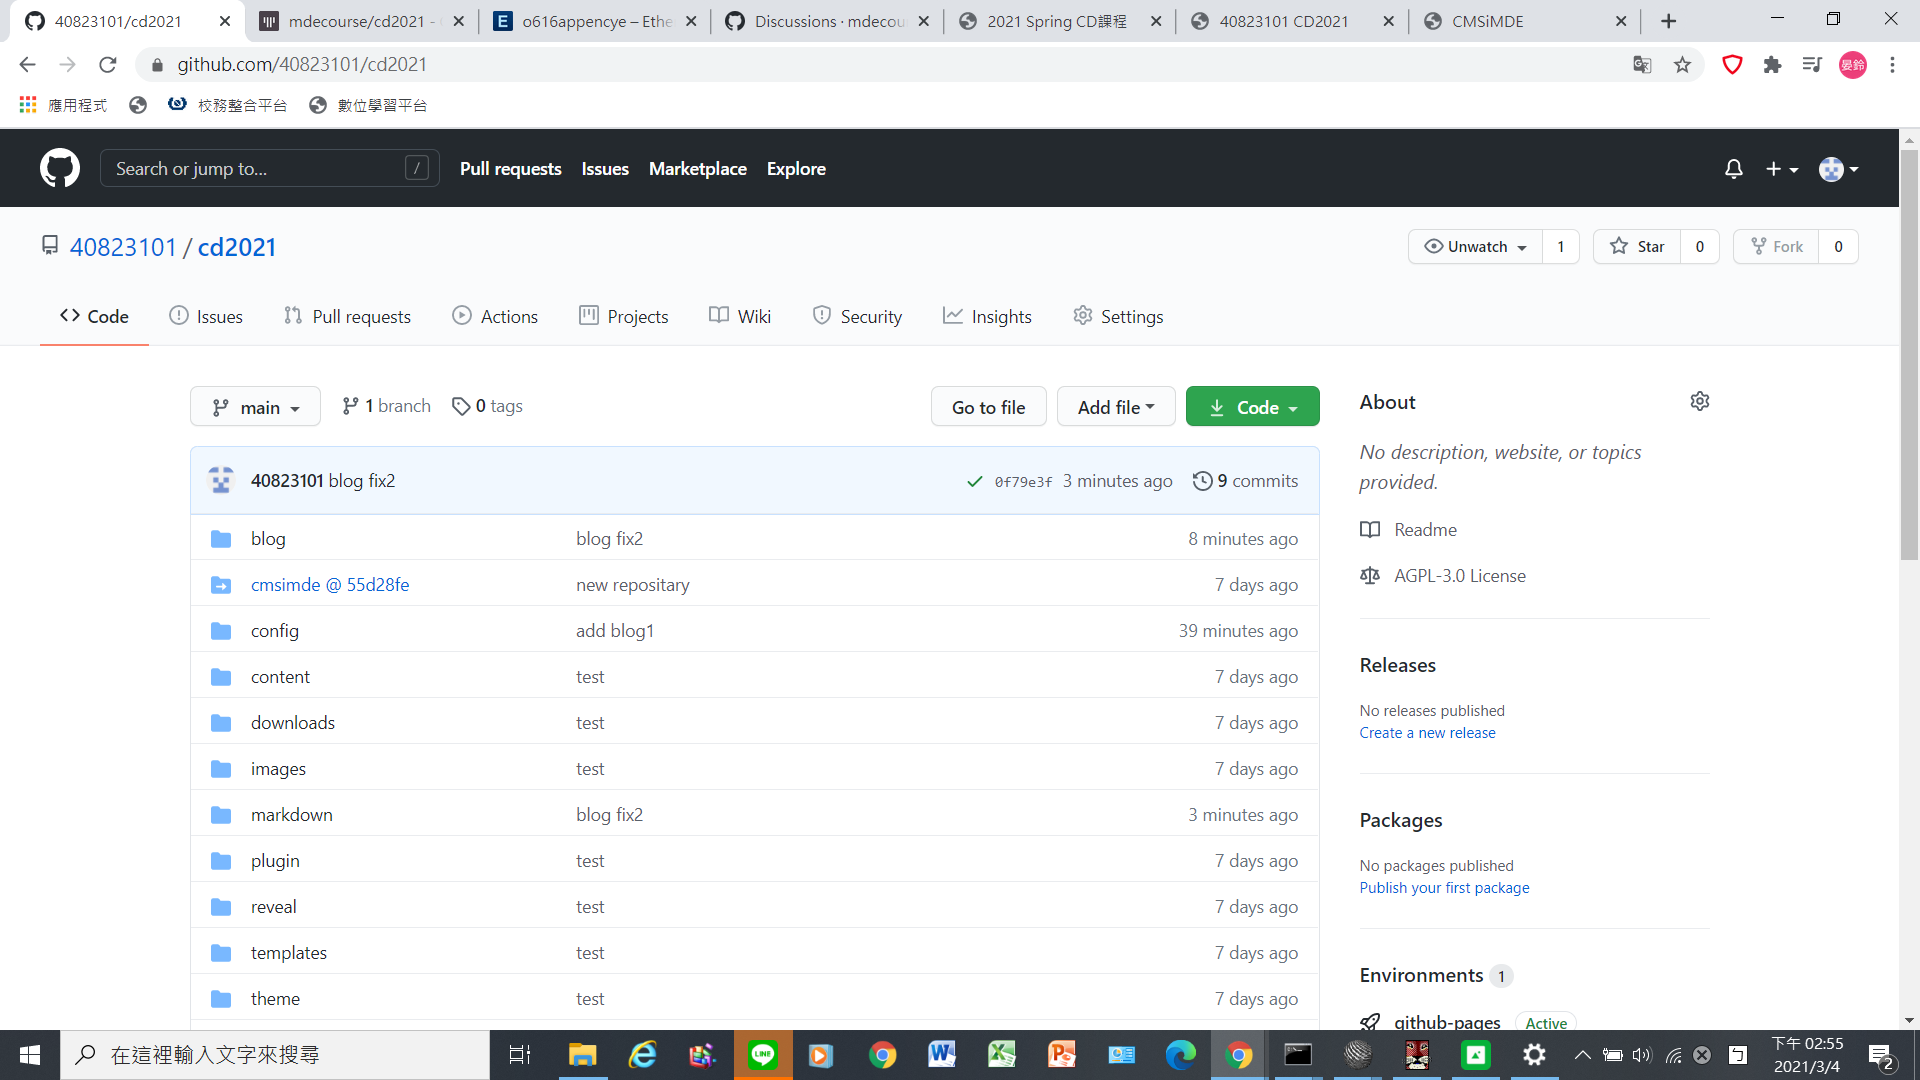 40823101/cd2021
mdecourse/cd2021 -
o616appencye – Ethe
Discussions · mdecou
2021 Spring CD課程
40823101 CD2021
CMSiMDE
github.com/40823101/cd2021
晏鈴
應用程式
校務整合平台
數位學習平台
Search or jump to...
/
Pull requests
Issues
Marketplace
Explore
40823101 / cd2021
Unwatch 1
Star 0
Fork 0
Code
Issues
Pull requests
Actions
Projects
Wiki
Security
Insights
Settings
main
1 branch
0 tags
Go to file
Add file
Code
40823101 blog fix2 0f79e3f 3 minutes ago 9 commits
blog blog fix2 8 minutes ago
cmsimde @ 55d28fe new repositary 7 days ago
config add blog1 39 minutes ago
content test 7 days ago
downloads test 7 days ago
images test 7 days ago
markdown blog fix2 3 minutes ago
plugin test 7 days ago
reveal test 7 days ago
templates test 7 days ago
theme test 7 days ago
About
No description, website, or topics
provided.
Readme
AGPL-3.0 License
Releases
No releases published
Create a new release
Packages
No packages published
Publish your first package
Environments 1
github-pages Active
在這裡輸入文字來搜尋
LINE
下午 02:55
2021/3/4
2